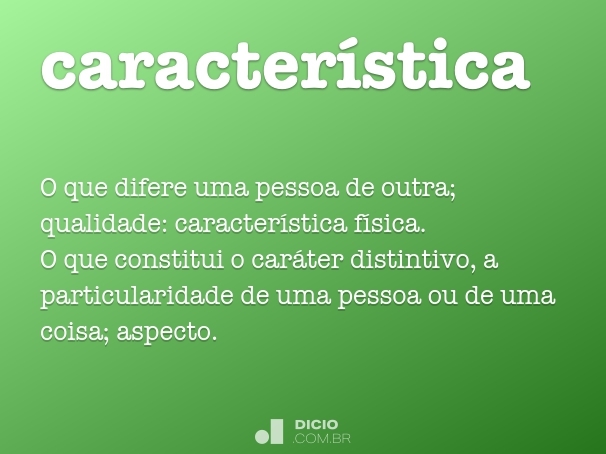 característica
O que difere uma pessoa de outra;
qualidade: característica física.
O que constitui o caráter distintivo, a
particularidade de uma pessoa ou de uma
coisa; aspecto.
DICIO
.COM.BR